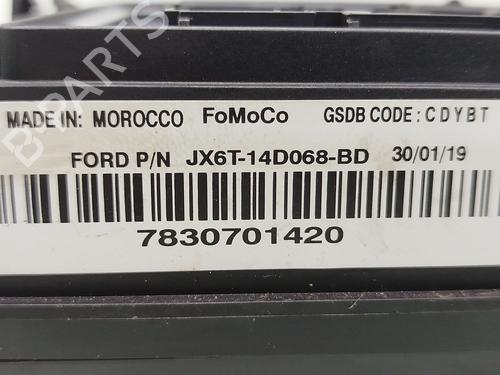 B PARTS
MADE IN: MOROCCO FoMoCo GSDB CODE: CDYBT
FORD P/N JX6T-14D068-BD 30/01/19
7830701420